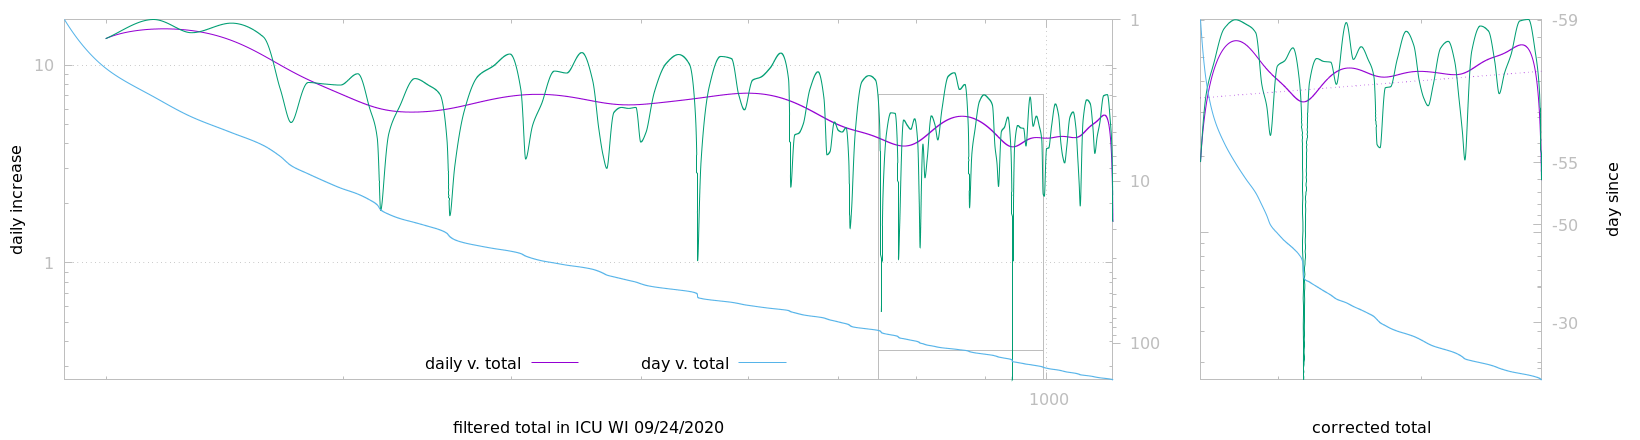 daily increase
10
1
daily v. total
day v. total
1
10
100
1000
filtered total in ICU WI 09/24/2020
-59
-55
-50
-30
day since
corrected total